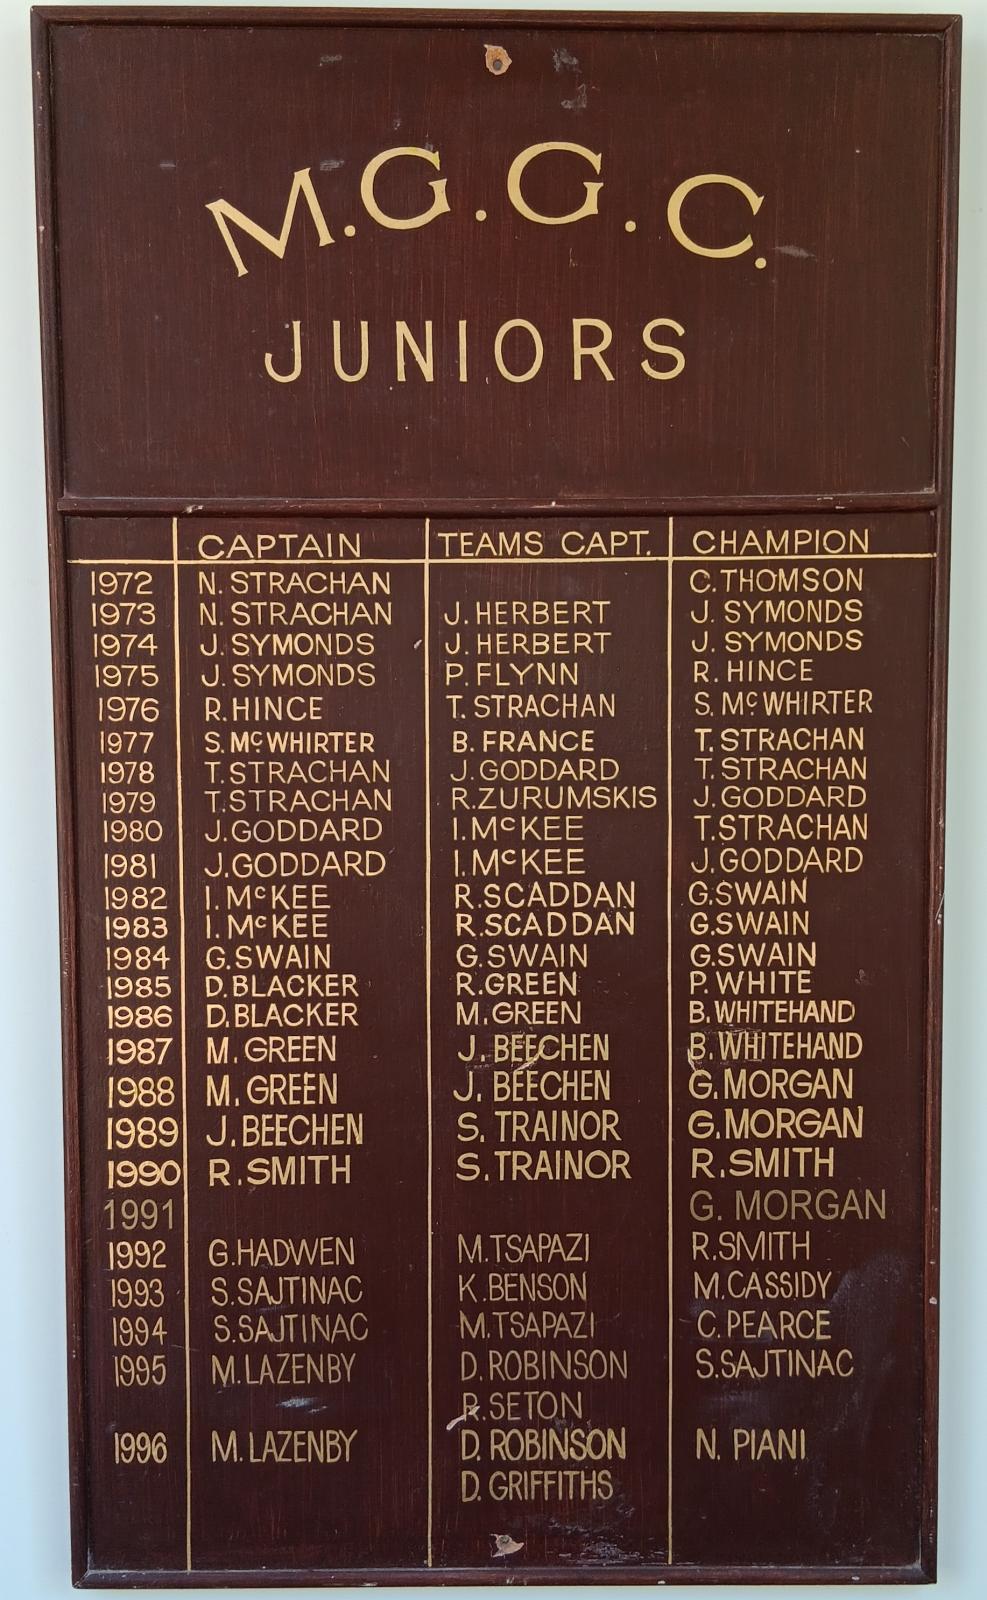 M.G.G.C.
JUNIORS
CAPTAIN TEAMS CAPT. CHAMPION
1972 N. STRACHAN C. THOMSON
1973 N. STRACHAN J. HERBERT J. SYMONDS
1974 J. SYMONDS J. HERBERT J. SYMONDS
1975 J. SYMONDS P. FLYNN R. HINCE
1976 R. HINCE T. STRACHAN S. McWHIRTER
1977 S. McWHIRTER B. FRANCE T. STRACHAN
1978 T. STRACHAN J. GODDARD T. STRACHAN
1979 T. STRACHAN R. ZURUMSKIS J. GODDARD
1980 J. GODDARD I. McKEE T. STRACHAN
1981 J. GODDARD I. McKEE J. GODDARD
1982 I. McKEE R. SCADDAN G. SWAIN
1983 I. McKEE R. SCADDAN G. SWAIN
1984 G. SWAIN G. SWAIN G. SWAIN
1985 D. BLACKER R. GREEN P. WHITE
1986 D. BLACKER M. GREEN B. WHITEHAND
1987 M. GREEN J. BEECHEN B. WHITEHAND
1988 M. GREEN J. BEECHEN G. MORGAN
1989 J. BEECHEN S. TRAINOR G. MORGAN
1990 R. SMITH S. TRAINOR R. SMITH
1991 G. MORGAN
1992 G. HADWEN M. TSAPAZI R. SMITH
1993 S. SAJTINAC K. BENSON M. CASSIDY
1994 S. SAJTINAC M. TSAPAZI C. PEARCE
1995 M. LAZENBY D. ROBINSON S. SAJTINAC
R. SETON
1996 M. LAZENBY D. ROBINSON N. PIANI
D. GRIFFITHS